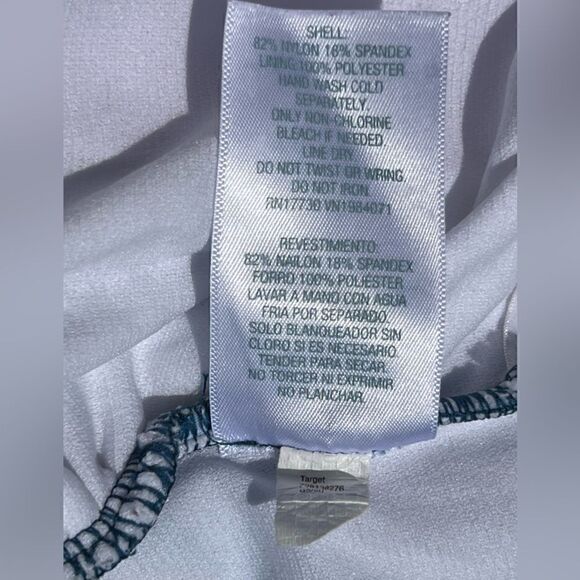 SHELL:
82% NYLON 18% SPANDEX
LINING:100% POLYESTER
HAND WASH COLD
SEPARATELY.
ONLY NON-CHLORINE
BLEACH IF NEEDED.
LINE DRY.
DO NOT TWIST OR WRING.
DO NOT IRON.
RN17730 VN1984071
REVESTIMIENTO:
82% NAILON 18% SPANDEX
FORRO:100% POLIESTER
LAVAR A MANO CON AGUA
FRIA POR SEPARADO.
SOLO BLANQUEADOR SIN
CLORO SI ES NECESARIO.
TENDER PARA SECAR.
NO TORCER NI EXPRIMIR
NO PLANCHAR.
Target